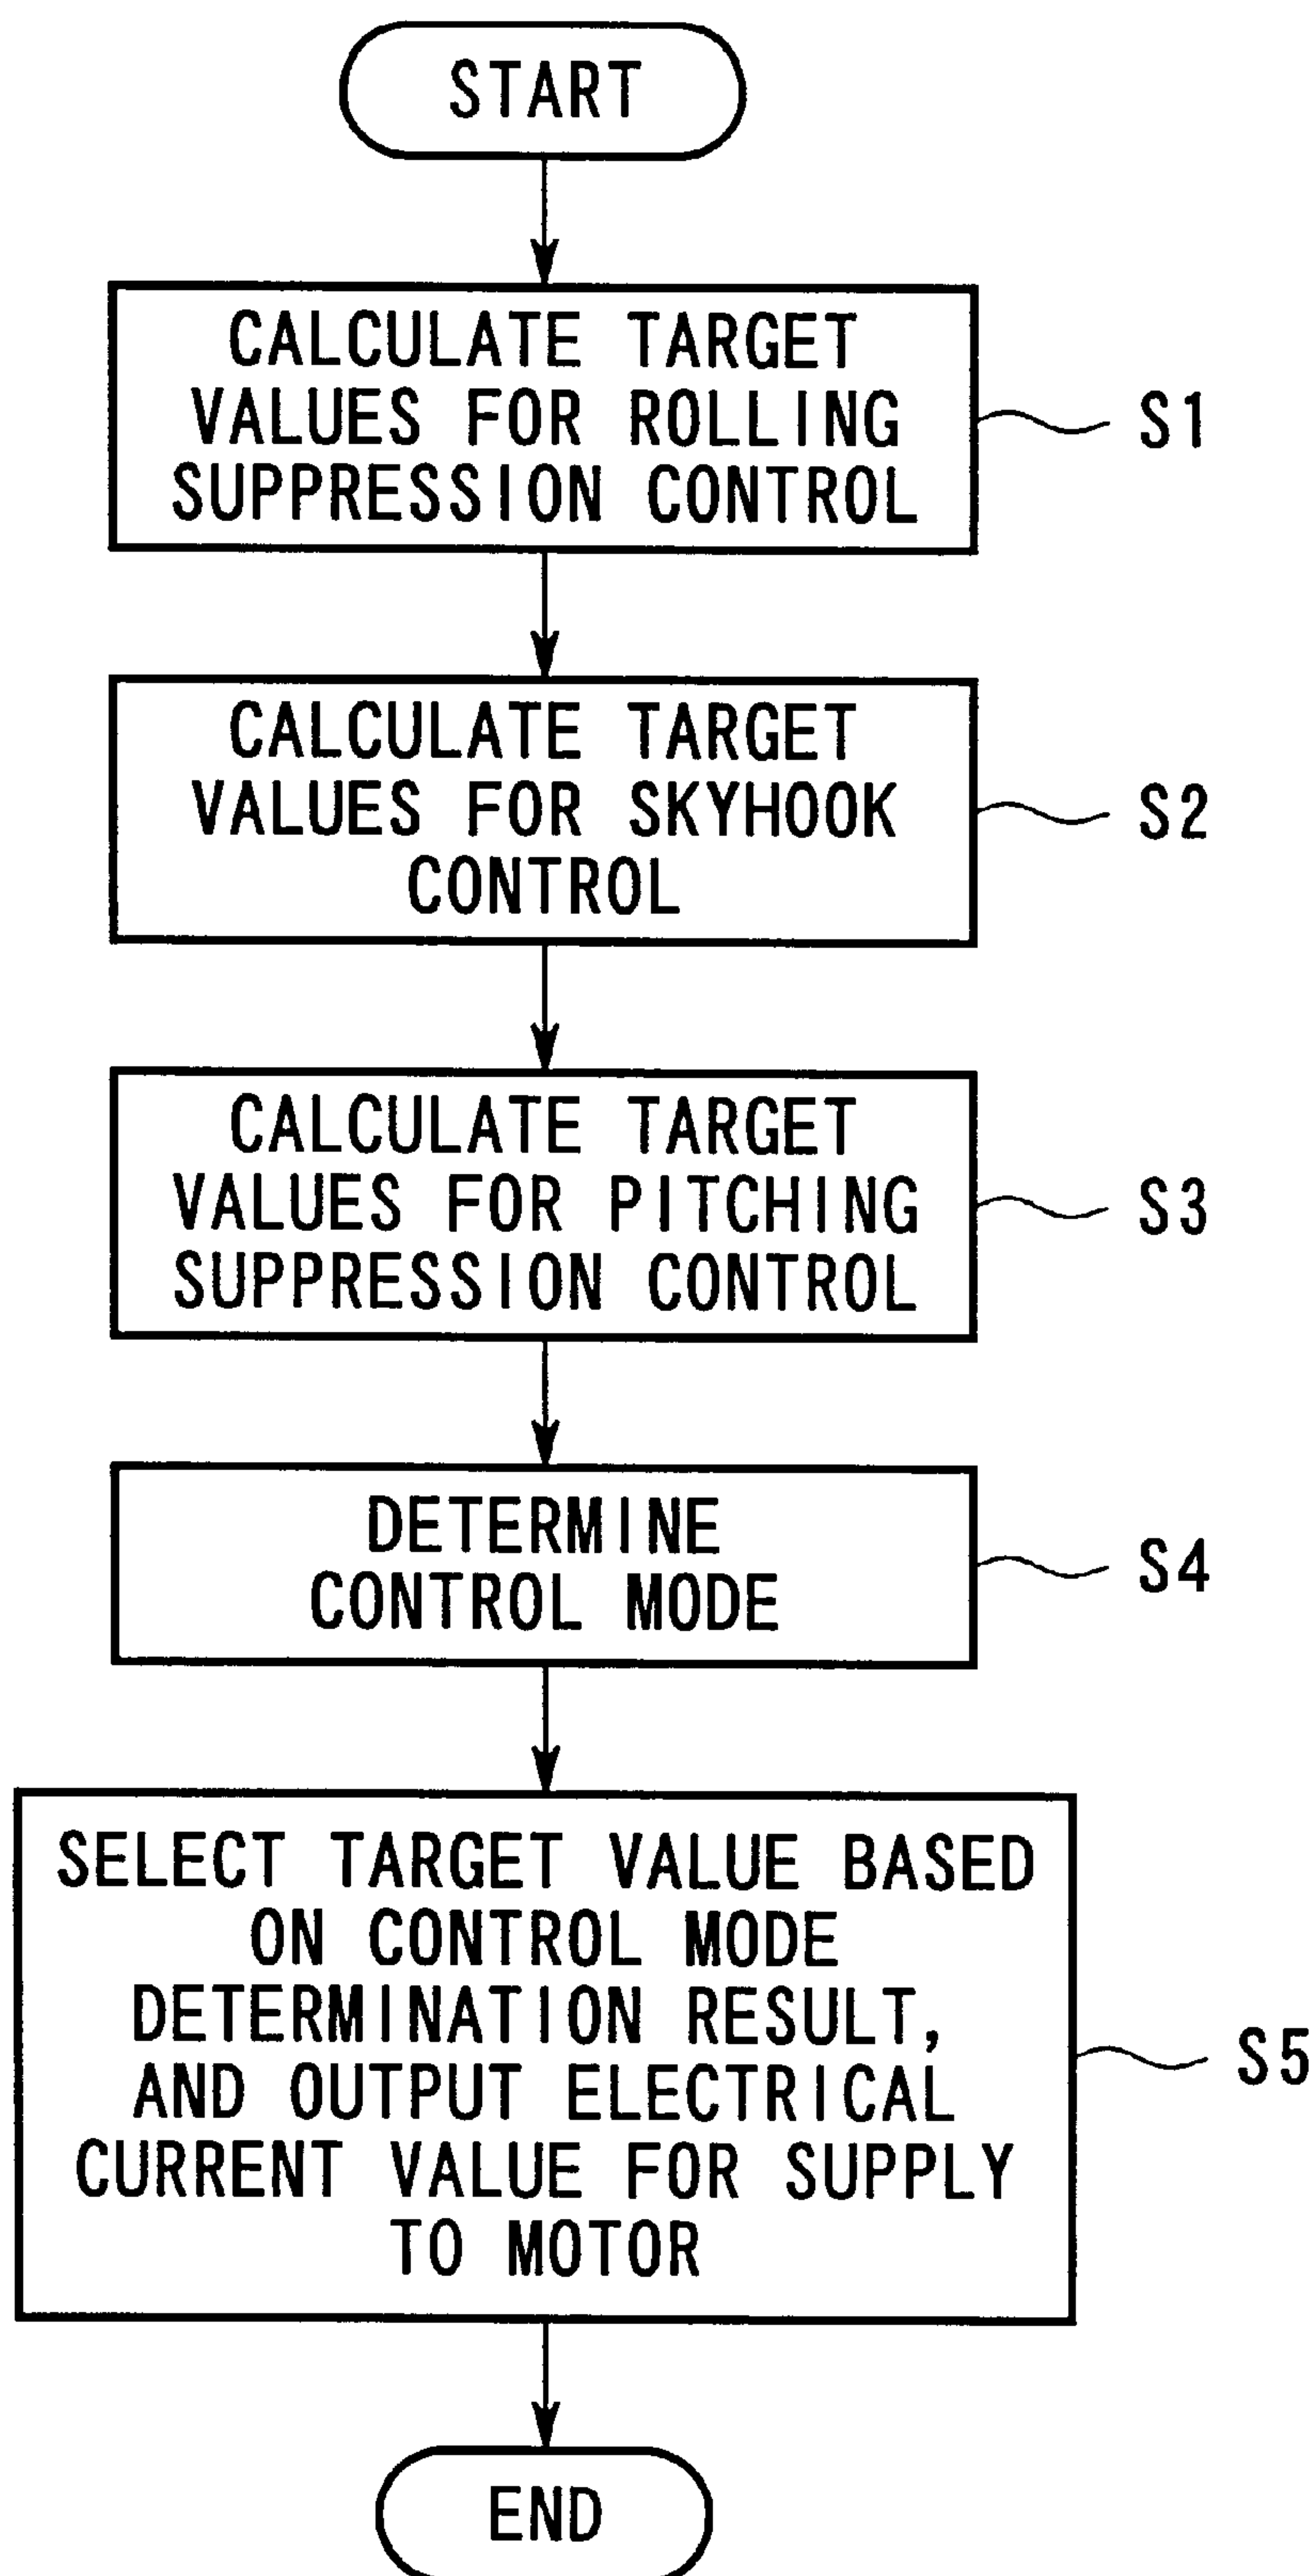 START
CALCULATE TARGET
VALUES FOR ROLLING
SUPPRESSION CONTROL
S1
CALCULATE TARGET
VALUES FOR SKYHOOK
CONTROL
S2
CALCULATE TARGET
VALUES FOR PITCHING
SUPPRESSION CONTROL
S3
DETERMINE
CONTROL MODE
S4
SELECT TARGET VALUE BASED
ON CONTROL MODE
DETERMINATION RESULT,
AND OUTPUT ELECTRICAL
CURRENT VALUE FOR SUPPLY
TO MOTOR
S5
END